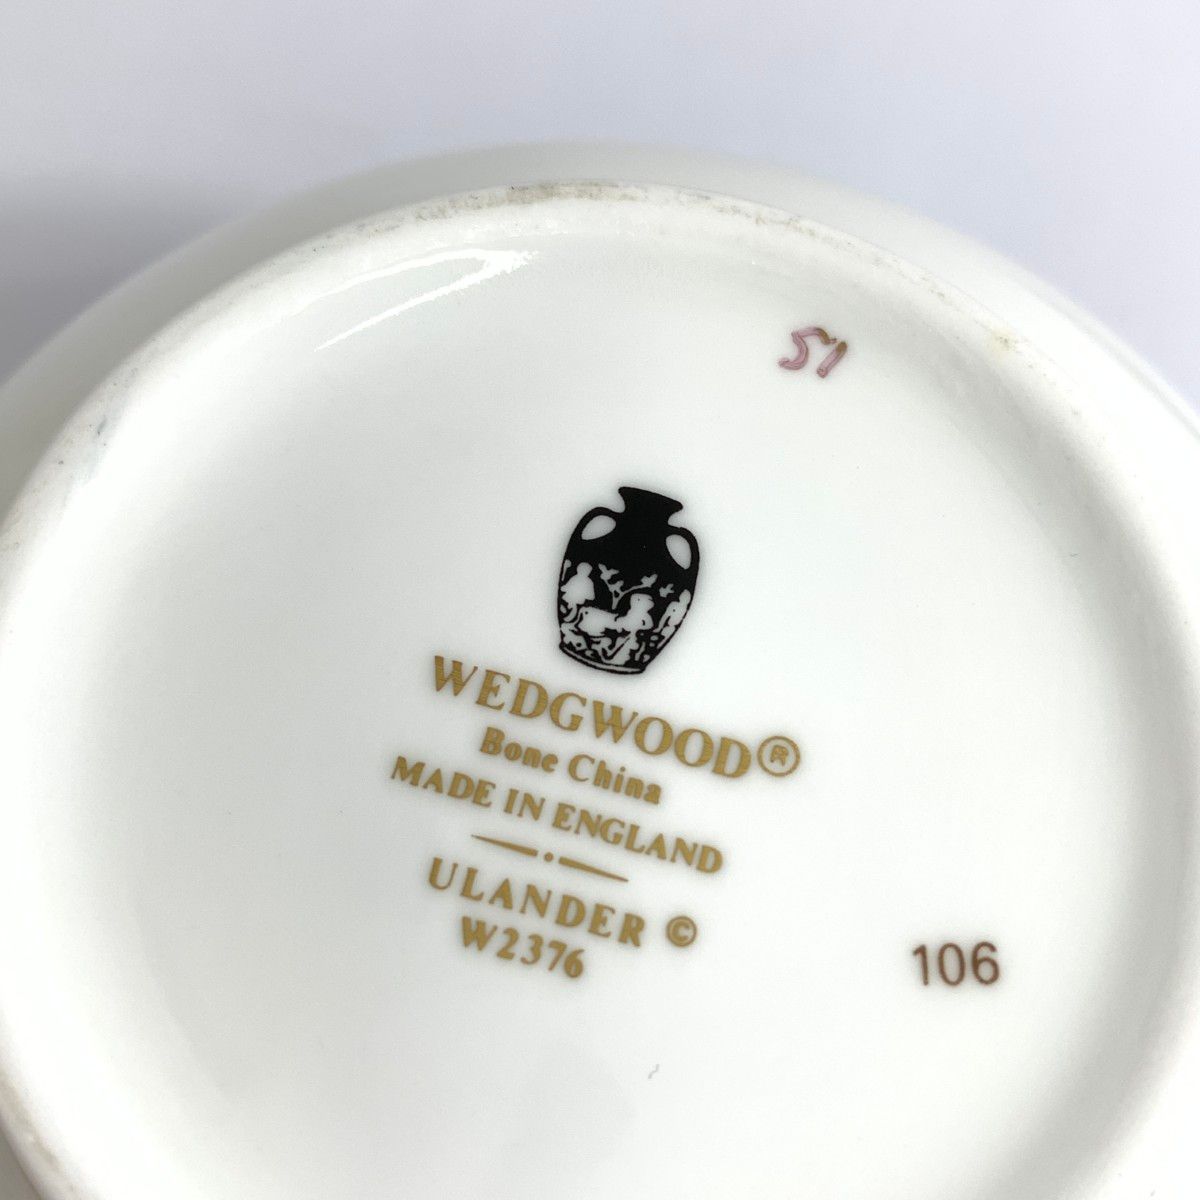 51
WEDGWOOD®
Bone China
MADE IN ENGLAND
ULANDER ©
W2376
106